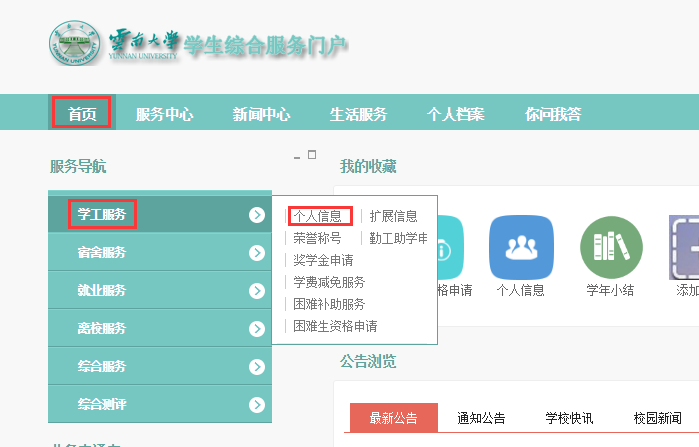 雲南大学 学生综合服务门户
YUNNAN UNIVERSITY
首页 服务中心 新闻中心 生活服务 个人档案 你问我答
服务导航
学工服务
宿舍服务
就业服务
离校服务
综合服务
综合测评
个人信息 扩展信息
荣誉称号 勤工助学申
奖学金申请
学费减免服务
困难补助服务
困难生资格申请
我的收藏
格申请 个人信息 学年小结 添加
公告浏览
最新公告 通知公告 学校快讯 校园新闻